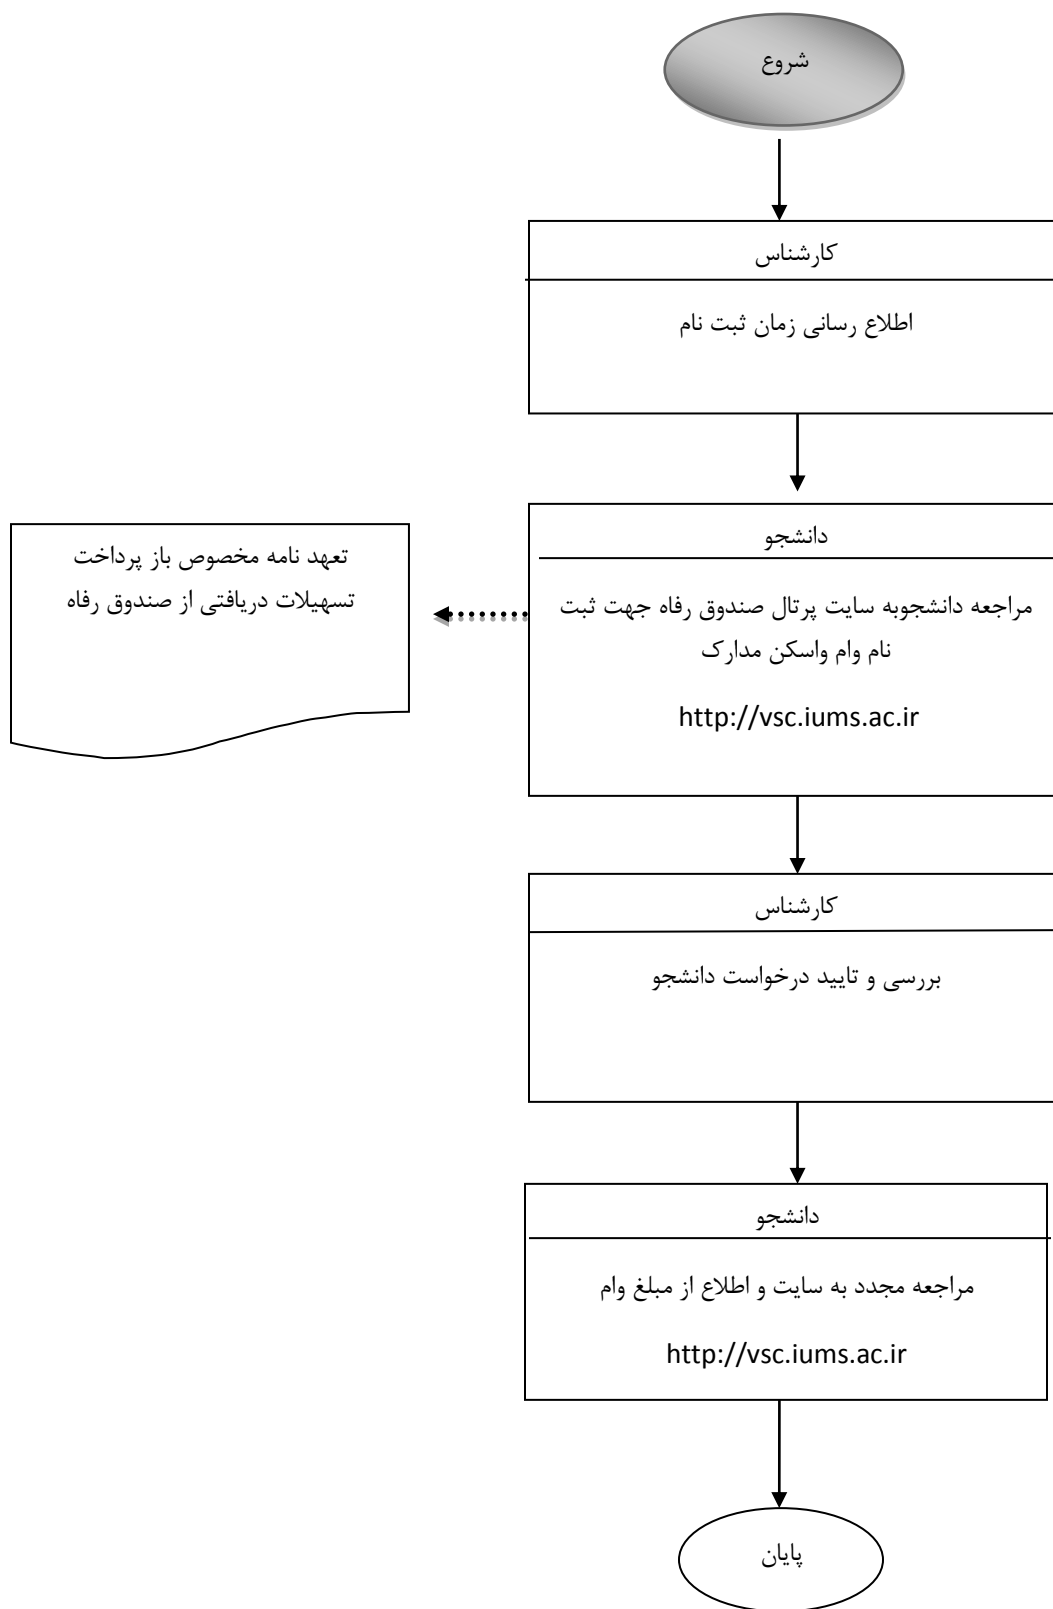 شروع
کارشناس
اطلاع رسانی زمان ثبت نام
دانشجو
مراجعه دانشجوبه سایت پرتال صندوق رفاه جهت ثبت
نام وام واسکن مدارک
http://vsc.iums.ac.ir
تعهد نامه مخصوص باز پرداخت
تسهیلات دریافتی از صندوق رفاه
کارشناس
بررسی و تایید درخواست دانشجو
دانشجو
مراجعه مجدد به سایت و اطلاع از مبلغ وام
http://vsc.iums.ac.ir
پایان